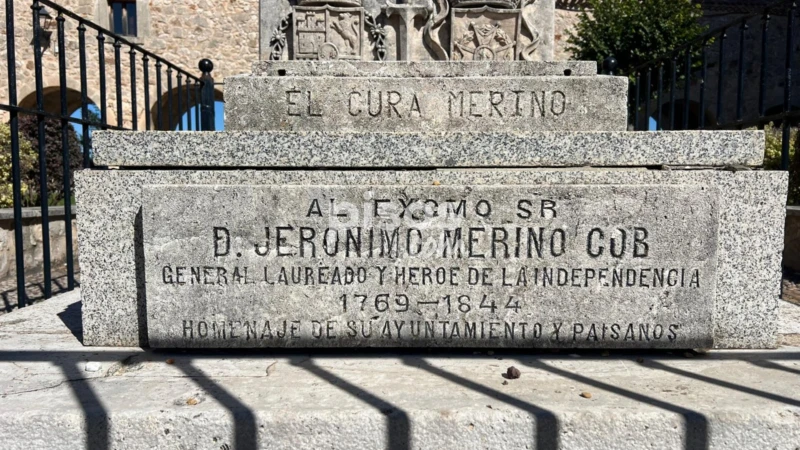 EL CURA MERINO
AL EXCMO SR
D. JERONIMO MERINO COB
GENERAL LAUREADO Y HEROE DE LA INDEPENDENCIA
1769-1844
HOMENAJE DE SU AYUNTAMIENTO Y PAISANOS